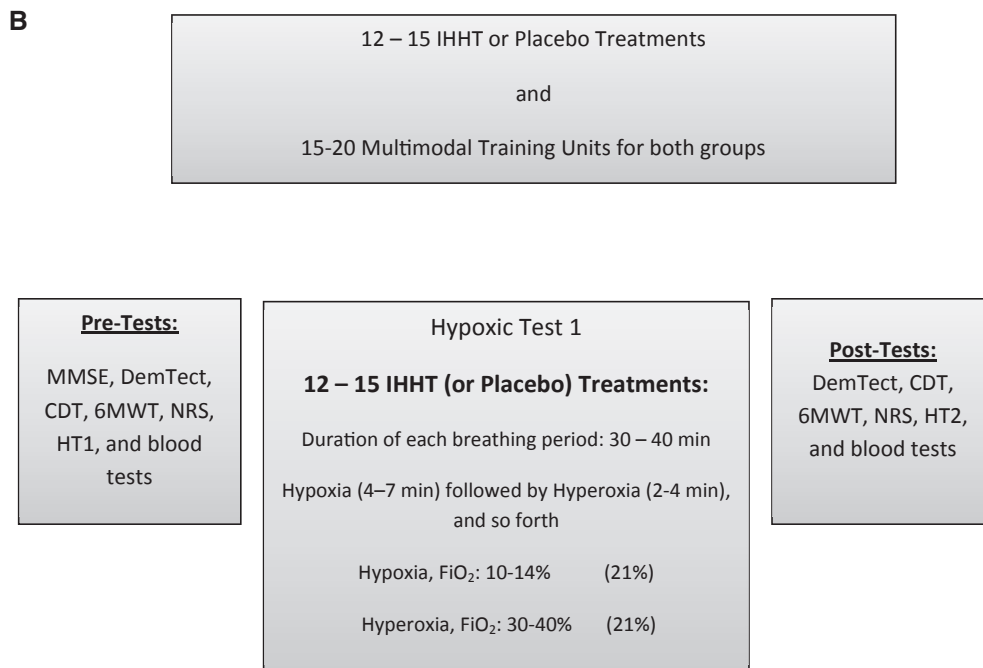 B
12 – 15 IHHT or Placebo Treatments
and
15-20 Multimodal Training Units for both groups
Pre-Tests:
MMSE, DemTect,
CDT, 6MWT, NRS,
HT1, and blood
tests
Hypoxic Test 1
12 – 15 IHHT (or Placebo) Treatments:
Duration of each breathing period: 30 – 40 min
Hypoxia (4–7 min) followed by Hyperoxia (2-4 min),
and so forth
Hypoxia, FiO₂: 10-14% (21%)
Hyperoxia, FiO₂: 30-40% (21%)
Post-Tests:
DemTect, CDT,
6MWT, NRS, HT2,
and blood tests